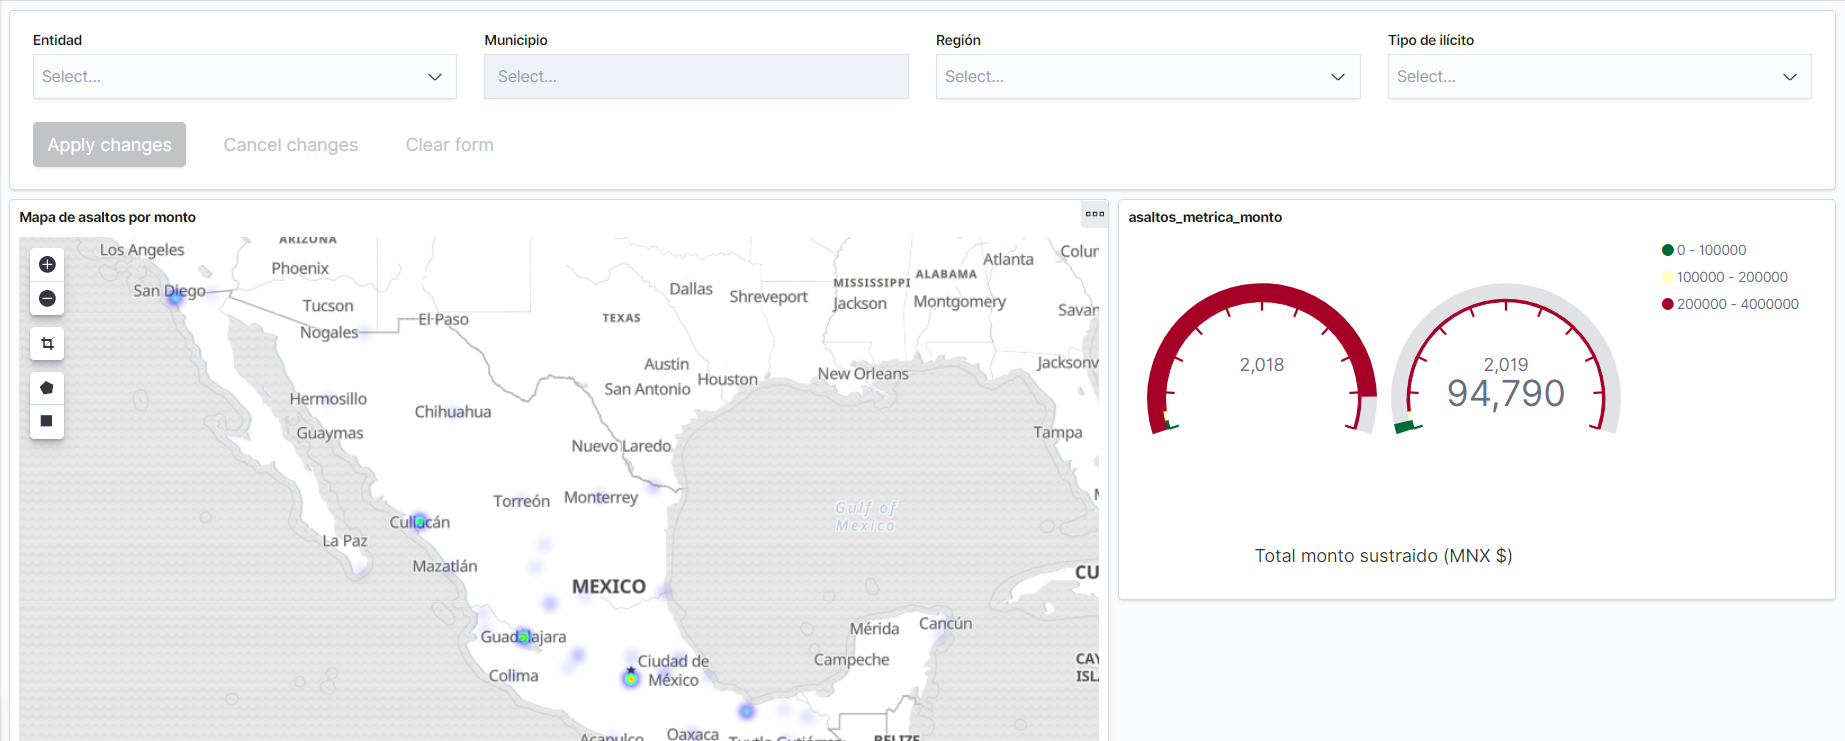 Entidad
Municipio
Región
Tipo de ilícito
Select...
Select...
Select...
Select...
Apply changes
Cancel changes
Clear form
Mapa de asaltos por monto
Los Angeles
ARIZONA
Phoenix
San Diego
Tucson
Nogales
El Paso
TEXAS
Dallas
Shreveport
MISSISSIPPI
Jackson
ALABAMA
Montgomery
Atlanta
Colum
Savan
Austin
San Antonio
Houston
New Orleans
Jacksonv
Hermosillo
Chihuahua
Guaymas
Nuevo Laredo
Tampa
Torreón
Monterrey
Culiacán
La Paz
Mazatlán
MEXICO
Gulf of
Mexico
Guadalajara
Colima
Ciudad de
México
Mérida
Cancún
Campeche
CU
CAY
ISL
Acapulco
Oaxaca
Tuxtla Gutiérrez
BELIZE
asaltos_metrica_monto
0 - 100000
100000 - 200000
200000 - 4000000
2,018
2,019
94,790
Total monto sustraido (MNX $)